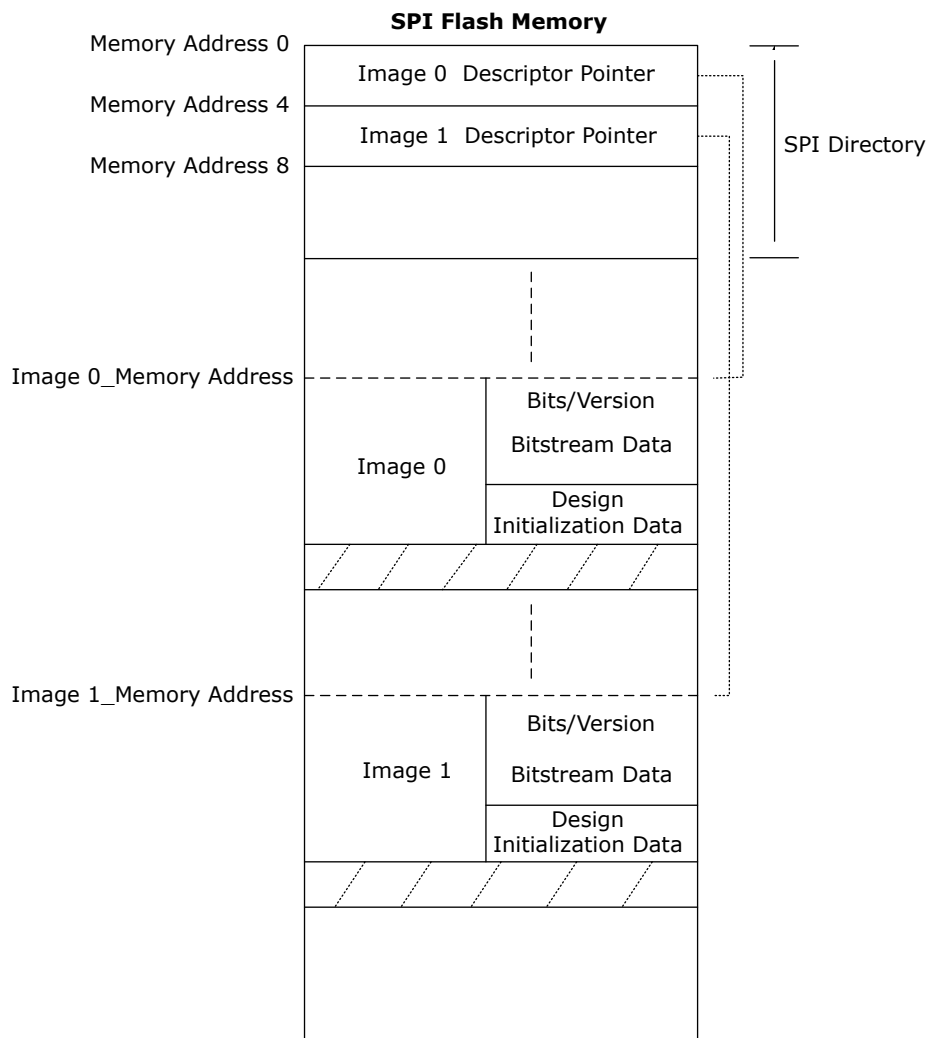 SPI Flash Memory
Memory Address 0
Image 0 Descriptor Pointer
Memory Address 4
Image 1 Descriptor Pointer
SPI Directory
Memory Address 8
Image 0_Memory Address
Bits/Version
Bitstream Data
Image 0
Design
Initialization Data
Image 1_Memory Address
Bits/Version
Image 1
Bitstream Data
Design
Initialization Data